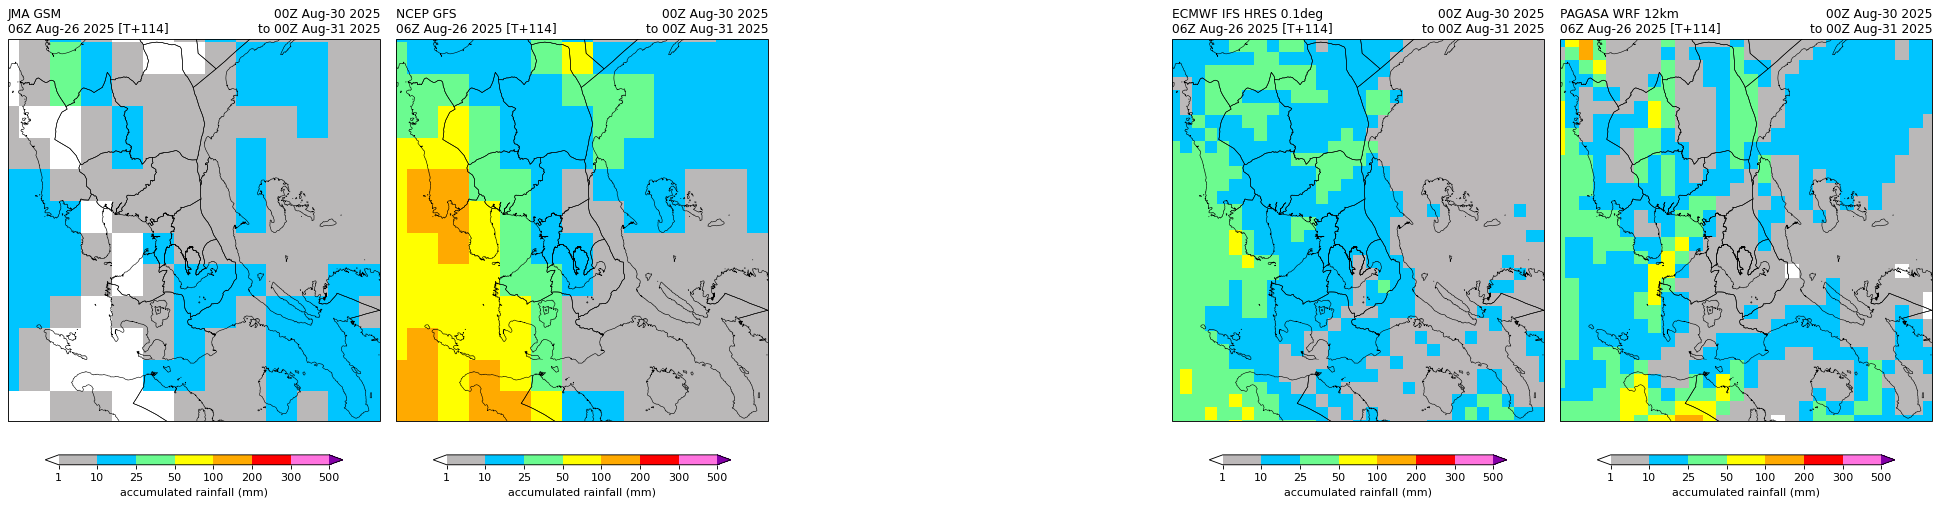 JMA GSM 00Z Aug-30 2025
06Z Aug-26 2025 [T+114] to 00Z Aug-31 2025
1 10 25 50 100 200 300 500
accumulated rainfall (mm)
NCEP GFS 00Z Aug-30 2025
06Z Aug-26 2025 [T+114] to 00Z Aug-31 2025
1 10 25 50 100 200 300 500
accumulated rainfall (mm)
ECMWF IFS HRES 0.1deg 00Z Aug-30 2025
06Z Aug-26 2025 [T+114] to 00Z Aug-31 2025
1 10 25 50 100 200 300 500
accumulated rainfall (mm)
PAGASA WRF 12km 00Z Aug-30 2025
06Z Aug-26 2025 [T+114] to 00Z Aug-31 2025
1 10 25 50 100 200 300 500
accumulated rainfall (mm)